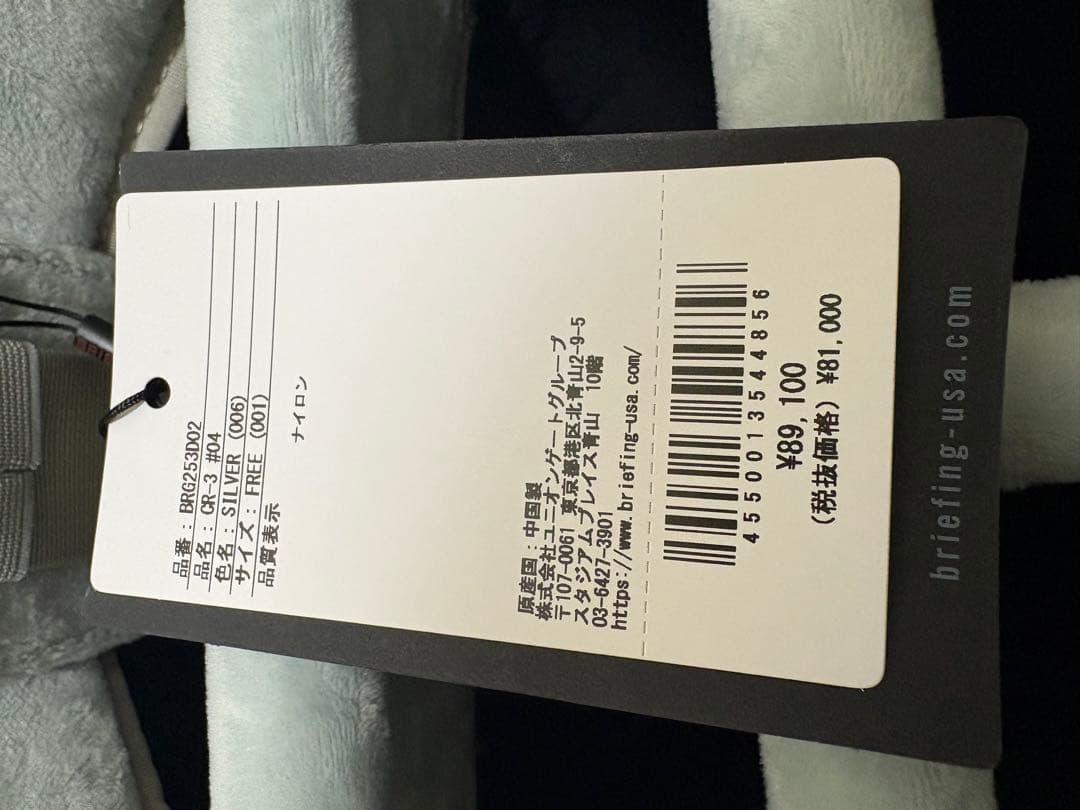 品番：BRG253D02
品名：CR-3 #04
色名：SILVER (006)
サイズ：FREE (001)
品質表示
ナイロン
原産国：中国製
株式会社ユニオンゲートグループ
〒107-0061 東京都港区北青山2-9-5
スタジアムプレイス青山 10階
03-6427-3901
https://www.briefing-usa.com/
4550013544856
¥89,100
(税抜価格) ¥81,000
briefing-usa.com